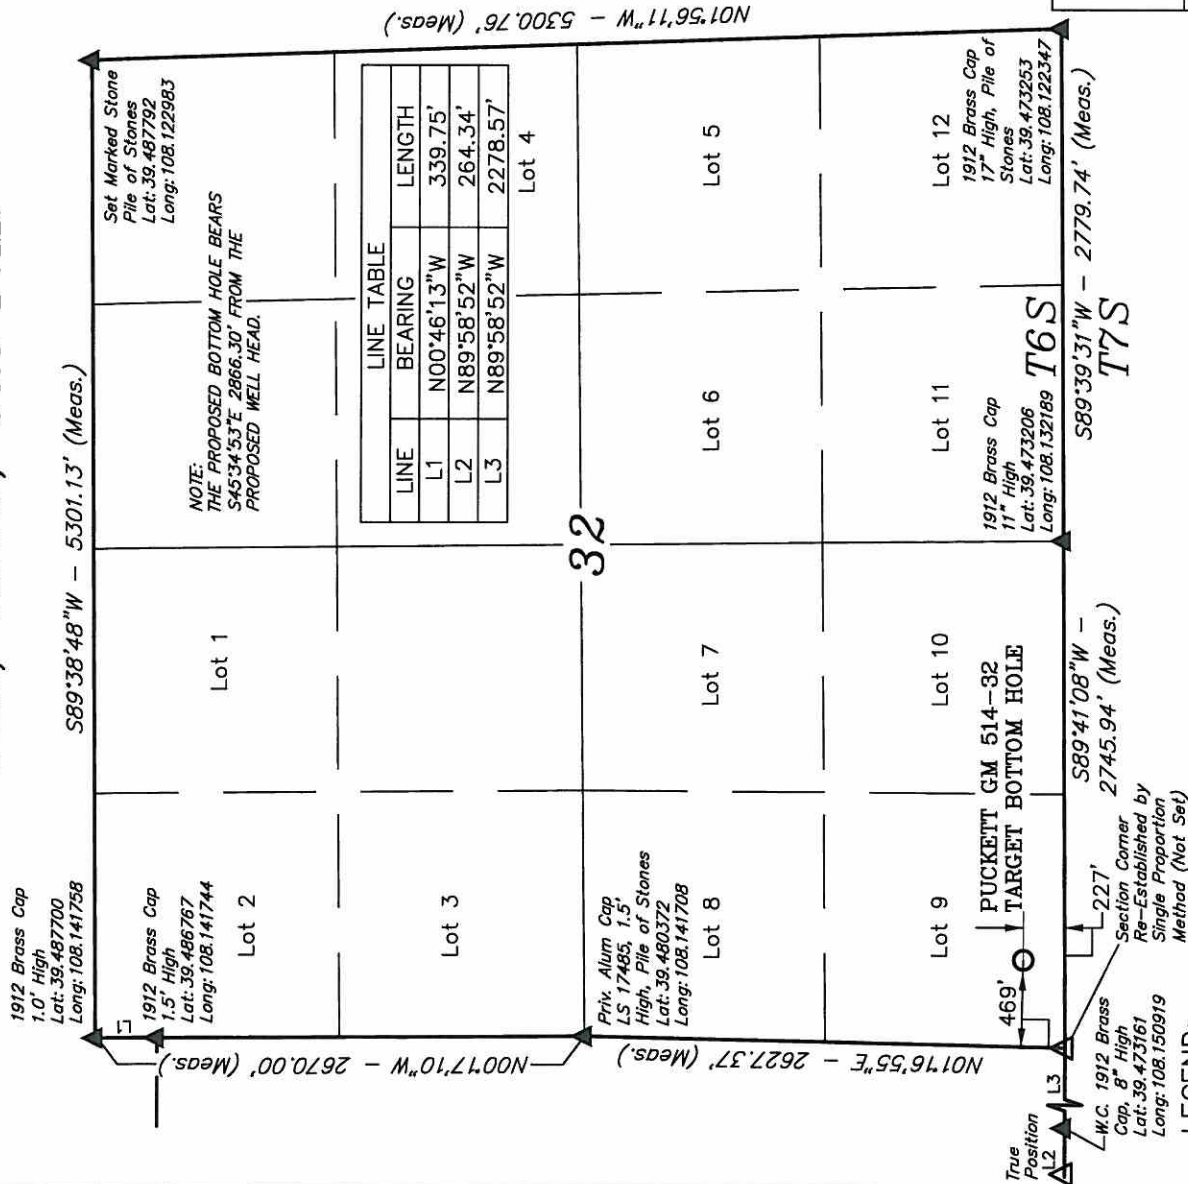 S89°38'48"W - 5301.13' (Meas.)
1912 Brass Cap
1.0' High
Lat: 39.487700
Long: 108.141758
1912 Brass Cap
1.5' High
Lat: 39.486767
Long: 108.141744
Set Marked Stone
Pile of Stones
Lat: 39.487792
Long: 108.122983
NOTE:
THE PROPOSED BOTTOM HOLE BEARS
S45°34'53"E 2866.30' FROM THE
PROPOSED WELL HEAD.
LINE TABLE
LINE BEARING LENGTH
L1 N00°46'13"W 339.75'
L2 N89°58'52"W 264.34'
L3 N89°58'52"W 2278.57'
L1
Lot 1
Lot 2
Lot 3
Lot 4
N00°17'10"W - 2670.00' (Meas.)
N01°56'11"W - 5300.76' (Meas.)
32
Priv. Alum Cap
LS 17485, 1.5'
High, Pile of Stones
Lat: 39.480372
Long: 108.141708
Lot 8
Lot 7
Lot 6
Lot 5
N01°16'55"E - 2627.37' (Meas.)
Lot 9
Lot 10
Lot 11
Lot 12
PUCKETT GM 514-32
TARGET BOTTOM HOLE
469'
227'
1912 Brass Cap
11" High
Lat: 39.473206
Long: 108.132189
1912 Brass Cap
17" High, Pile of
Stones
Lat: 39.473253
Long: 108.122347
T6S
T7S
S89°41'08"W -
2745.94' (Meas.)
S89°39'31"W - 2779.74' (Meas.)
True
Position
L2
L3
W.C. 1912 Brass
Cap, 8" High
Lat: 39.473161
Long: 108.150919
Section Corner
Re-Established by
Single Proportion
Method (Not Set)